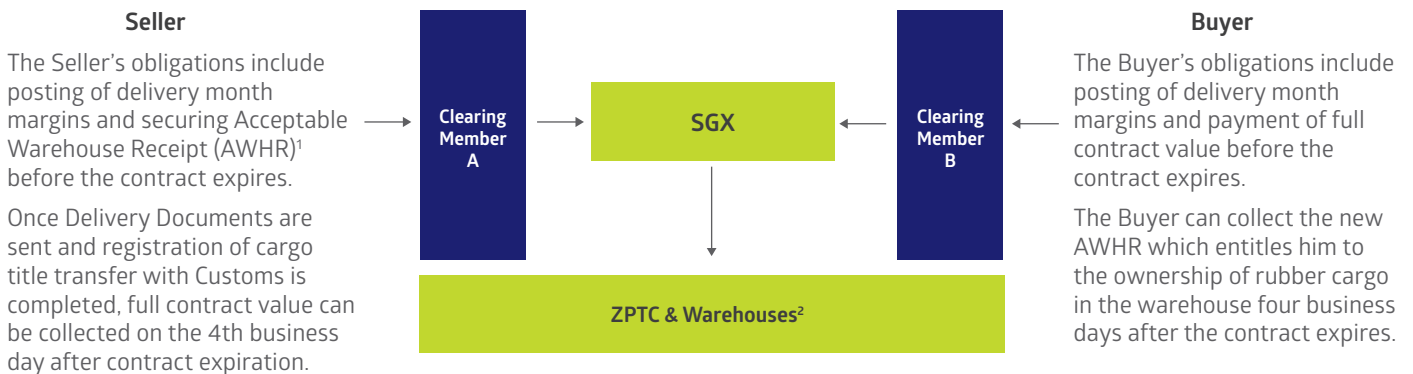 Seller
The Seller’s obligations include
posting of delivery month
margins and securing Acceptable
Warehouse Receipt (AWHR)¹
before the contract expires.
Once Delivery Documents are
sent and registration of cargo
title transfer with Customs is
completed, full contract value can
be collected on the 4th business
day after contract expiration.
Clearing
Member
A
SGX
Clearing
Member
B
ZPTC & Warehouses²
Buyer
The Buyer’s obligations include
posting of delivery month
margins and payment of full
contract value before the
contract expires.
The Buyer can collect the new
AWHR which entitles him to
the ownership of rubber cargo
in the warehouse four business
days after the contract expires.